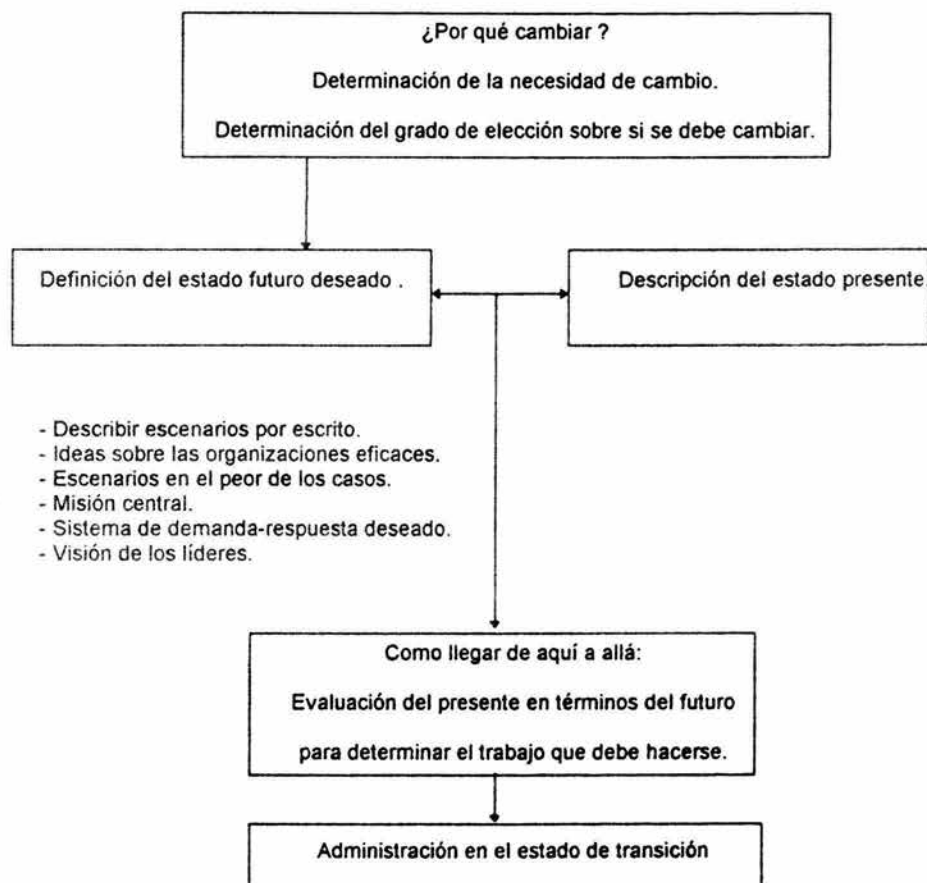 ¿Por qué cambiar ?
Determinación de la necesidad de cambio.
Determinación del grado de elección sobre si se debe cambiar.
Definición del estado futuro deseado .
Descripción del estado presente.
- Describir escenarios por escrito.
- Ideas sobre las organizaciones eficaces.
- Escenarios en el peor de los casos.
- Misión central.
- Sistema de demanda-respuesta deseado.
- Visión de los líderes.
Como llegar de aquí a allá:
Evaluación del presente en términos del futuro
para determinar el trabajo que debe hacerse.
Administración en el estado de transición